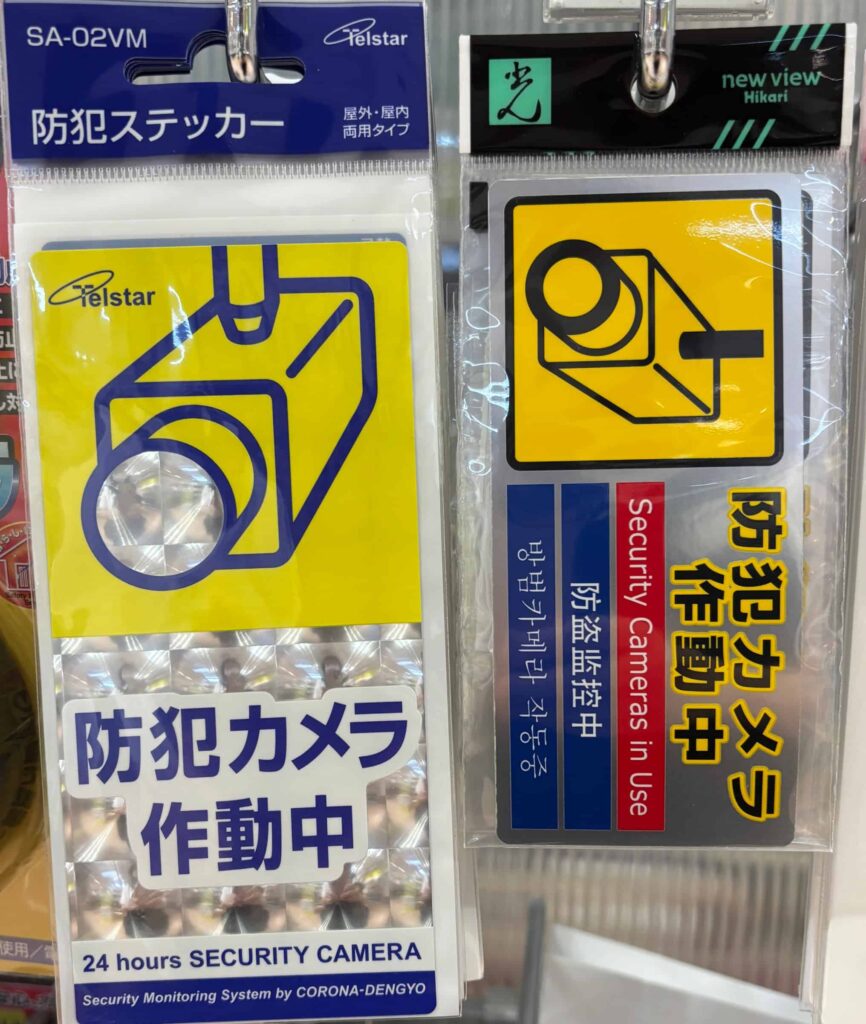 SA-02VM
Telstar
防犯ステッカー
屋外・屋内
両用タイプ
Telstar
防犯カメラ
作動中
24 hours SECURITY CAMERA
Security Monitoring System by CORONA-DENGYO
光
new view
Hikari
防犯カメラ
作動中
Security Cameras in Use
防盗监控中
방범카메라 작동중
使用/